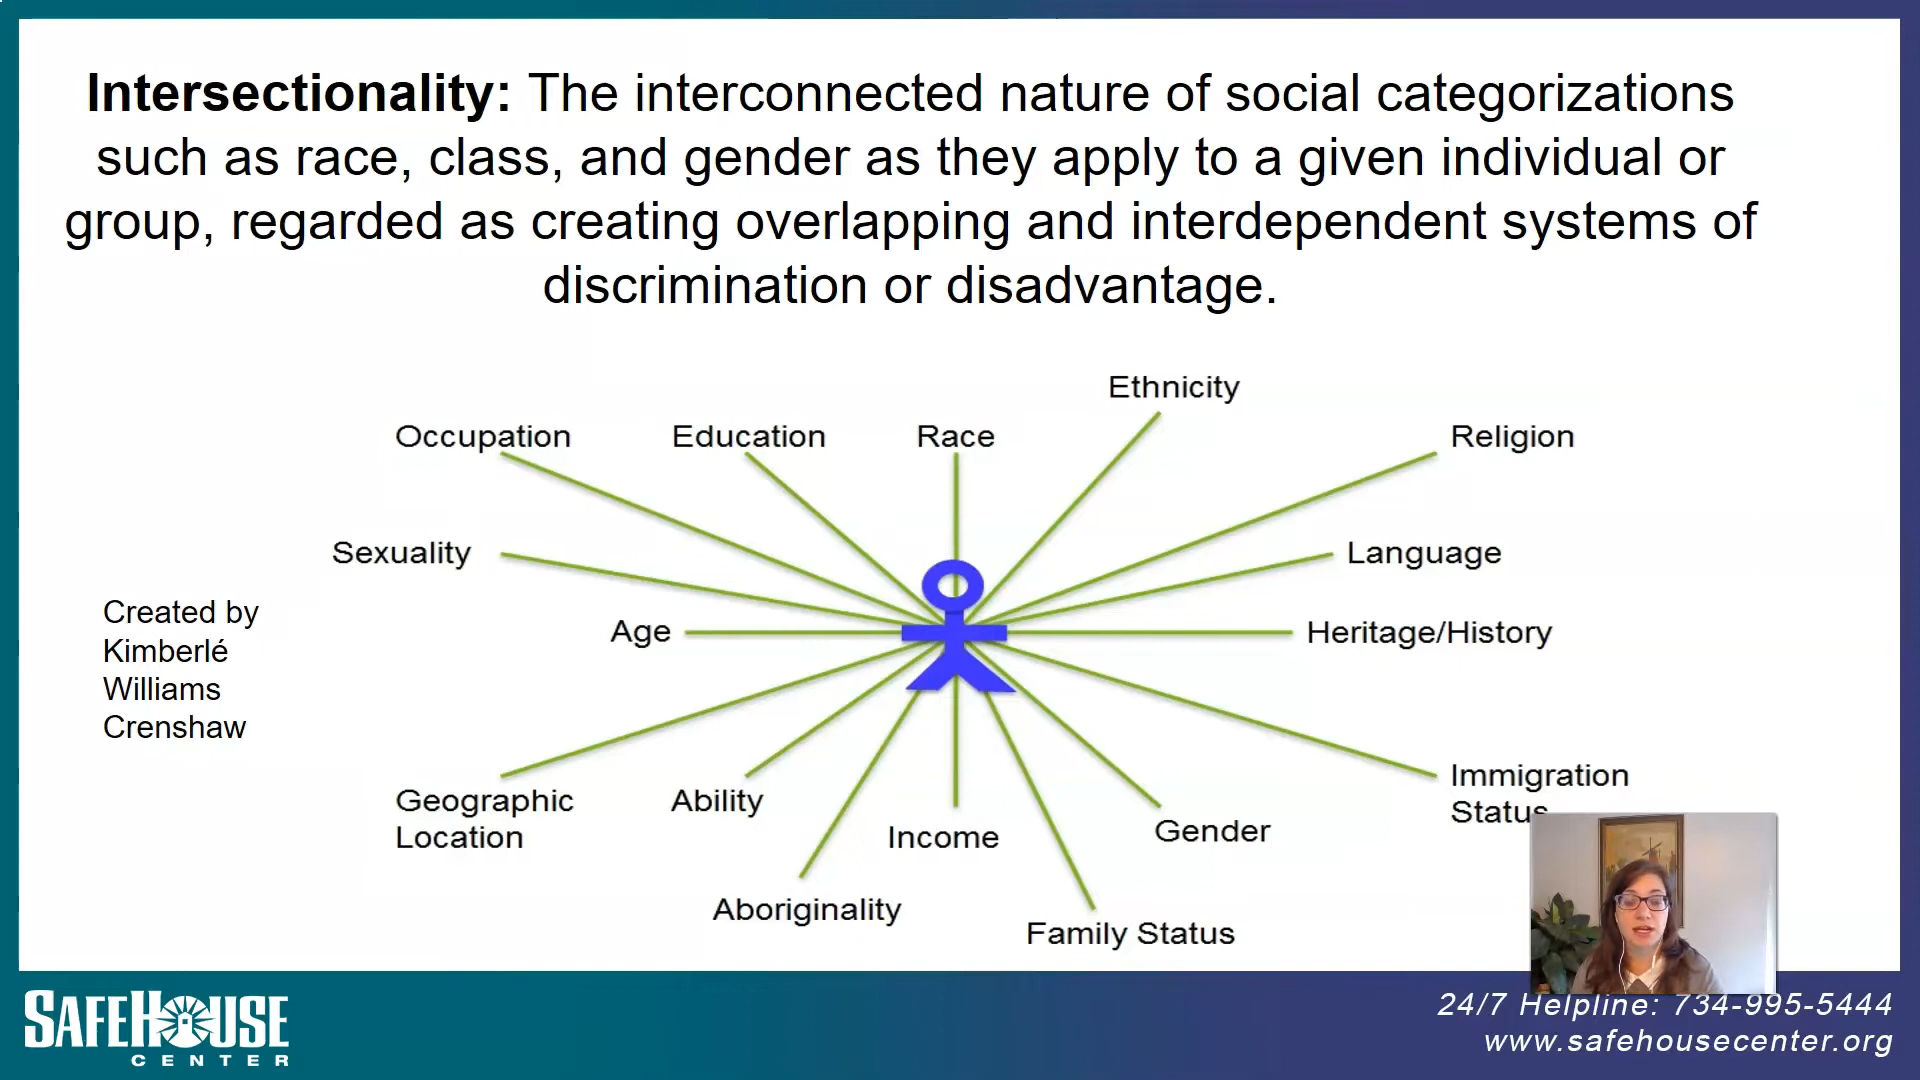 Intersectionality: The interconnected nature of social categorizations
such as race, class, and gender as they apply to a given individual or
group, regarded as creating overlapping and interdependent systems of
discrimination or disadvantage.
Ethnicity
Occupation
Education
Race
Religion
Sexuality
Language
Created by
Kimberlé
Williams
Crenshaw
Age
Heritage/History
Geographic
Location
Ability
Income
Gender
Immigration
Status
Aboriginality
Family Status
SAFEHOUSE
CENTER
24/7 Helpline: 734-995-5444
www.safehousecenter.org